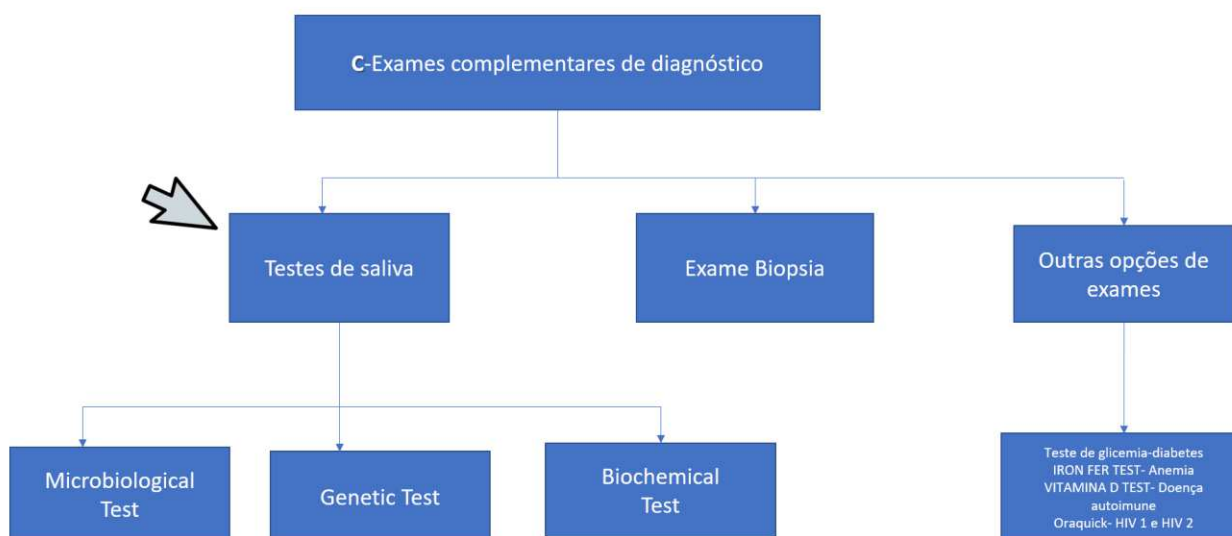 C-Exames complementares de diagnóstico
Testes de saliva
Exame Biopsia
Outras opções de
exames
Microbiological
Test
Genetic Test
Biochemical
Test
Teste de glicemia-diabetes
IRON FER TEST- Anemia
VITAMINA D TEST- Doença
autoimune
Oraquick- HIV 1 e HIV 2